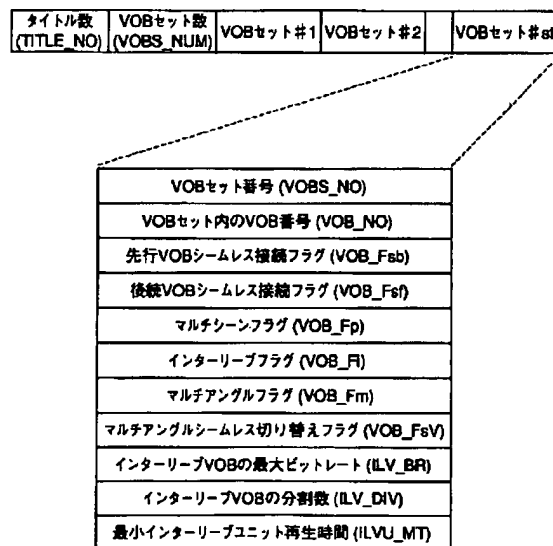 タイトル数
(TITLE_NO)
VOBセット数
(VOBS_NUM)
VOBセット#1
VOBセット#2
VOBセット#st
VOBセット番号 (VOBS_NO)
VOBセット内のVOB番号 (VOB_NO)
先行VOBシームレス接続フラグ (VOB_Fsb)
後続VOBシームレス接続フラグ (VOB_Fsf)
マルチシーンフラグ (VOB_Fp)
インターリーブフラグ (VOB_Fi)
マルチアングルフラグ (VOB_Fm)
マルチアングルシームレス切り替えフラグ (VOB_FsV)
インターリーブVOBの最大ビットレート (ILV_BR)
インターリーブVOBの分割数 (ILV_DIV)
最小インターリーブユニット再生時間 (ILVU_MT)